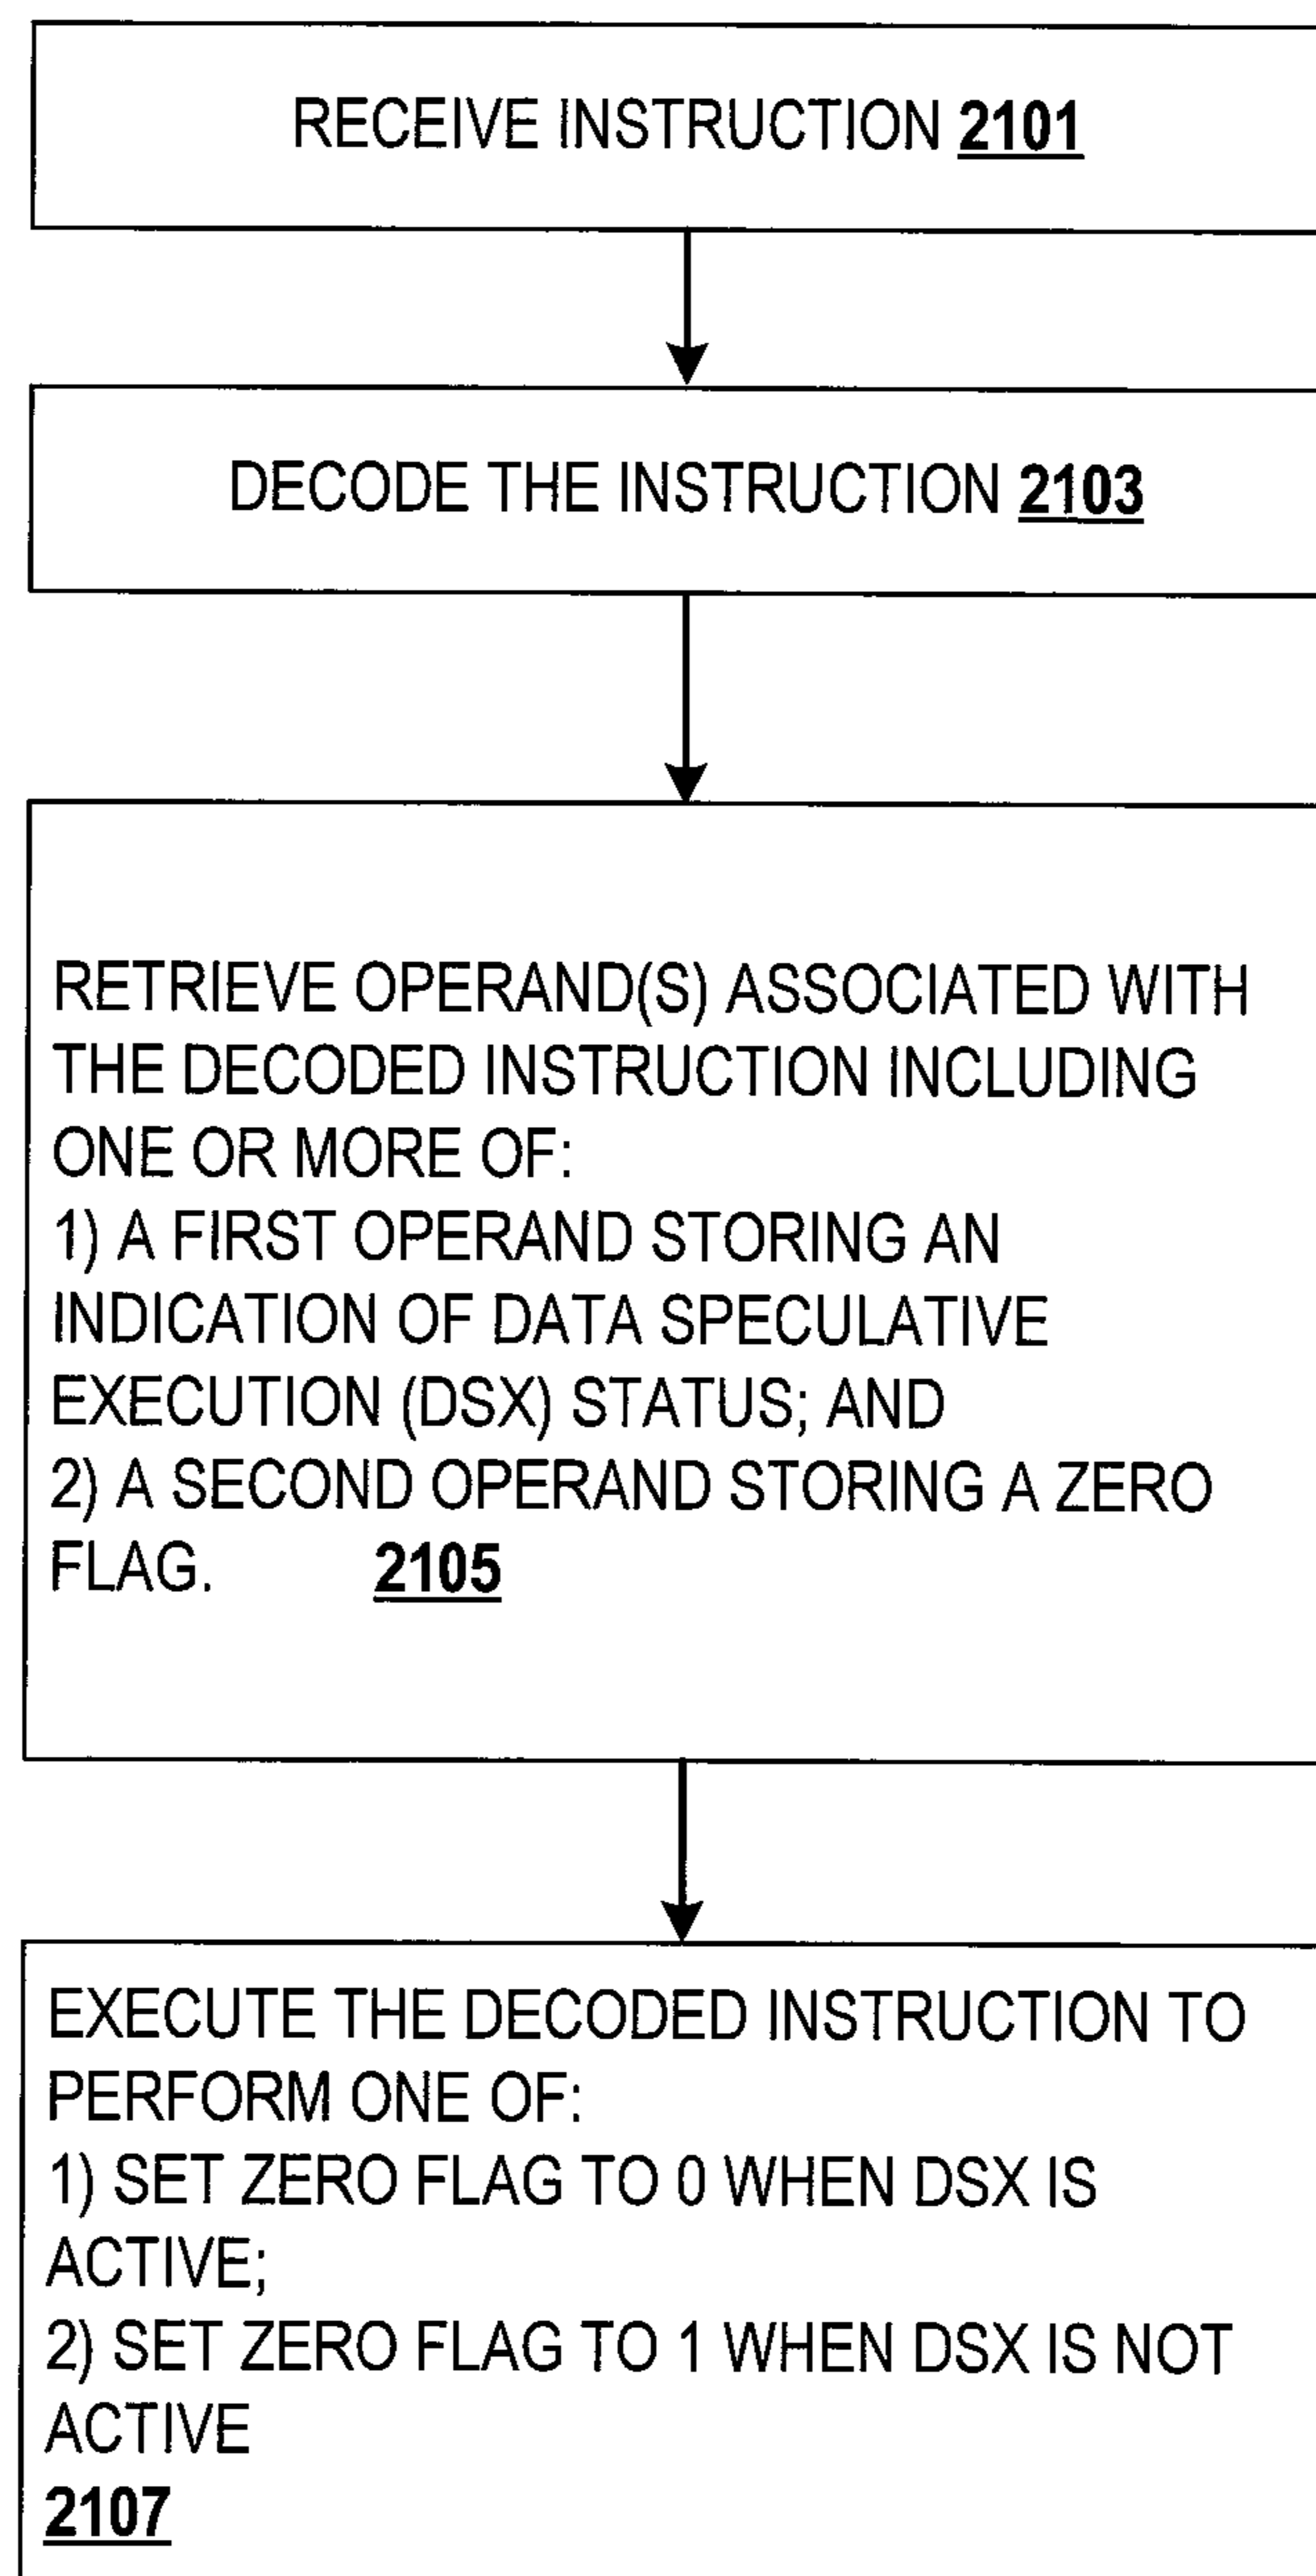 RECEIVE INSTRUCTION 2101
DECODE THE INSTRUCTION 2103
RETRIEVE OPERAND(S) ASSOCIATED WITH
THE DECODED INSTRUCTION INCLUDING
ONE OR MORE OF:
1) A FIRST OPERAND STORING AN
INDICATION OF DATA SPECULATIVE
EXECUTION (DSX) STATUS; AND
2) A SECOND OPERAND STORING A ZERO
FLAG. 2105
EXECUTE THE DECODED INSTRUCTION TO
PERFORM ONE OF:
1) SET ZERO FLAG TO 0 WHEN DSX IS
ACTIVE;
2) SET ZERO FLAG TO 1 WHEN DSX IS NOT
ACTIVE
2107